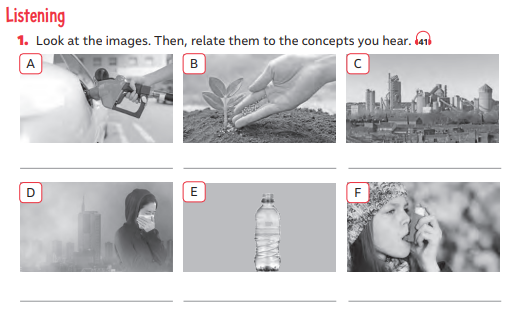 Listening
1. Look at the images. Then, relate them to the concepts you hear. 41
A
B
C
D
E
F